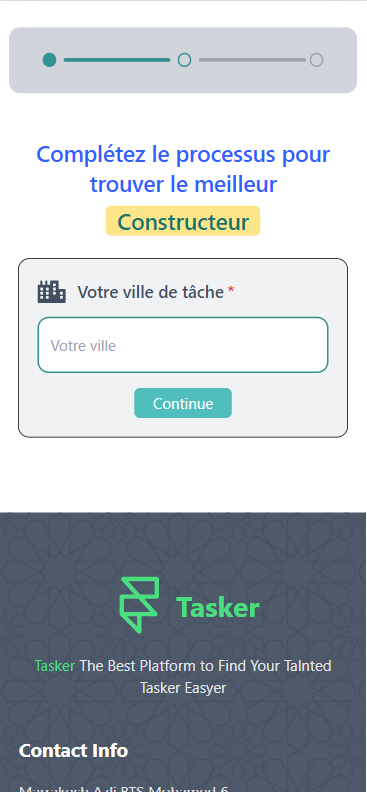 Complétez le processus pour
trouver le meilleur
Constructeur
Votre ville de tâche *
Votre ville
Continue
Tasker
Tasker The Best Platform to Find Your Talnted
Tasker Easyer
Contact Info